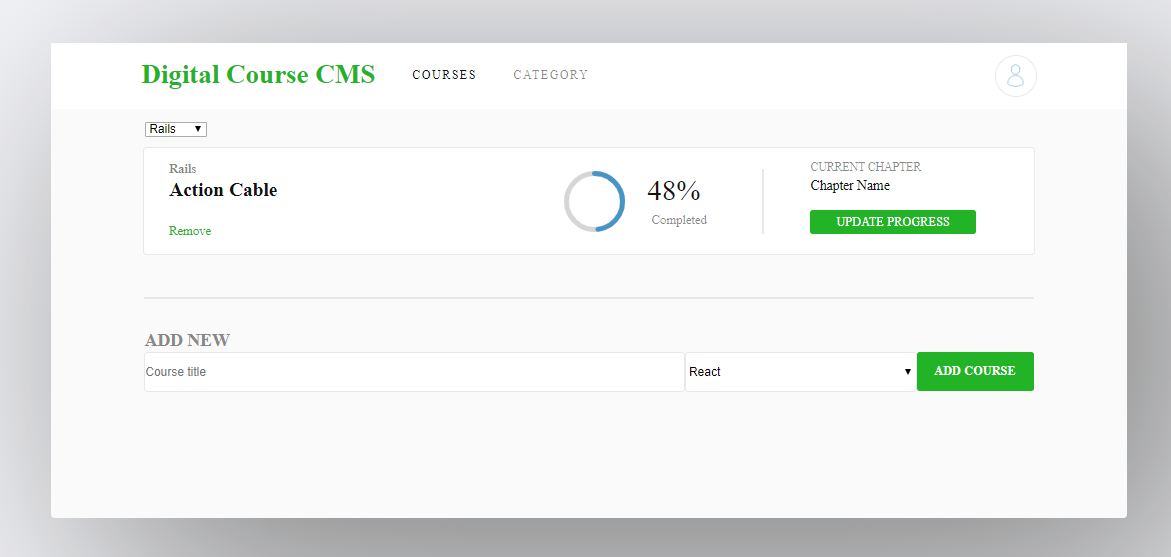 Digital Course CMS COURSES CATEGORY
Rails
Rails
Action Cable
Remove
48%
Completed
CURRENT CHAPTER
Chapter Name
UPDATE PROGRESS
ADD NEW
Course title React ADD COURSE